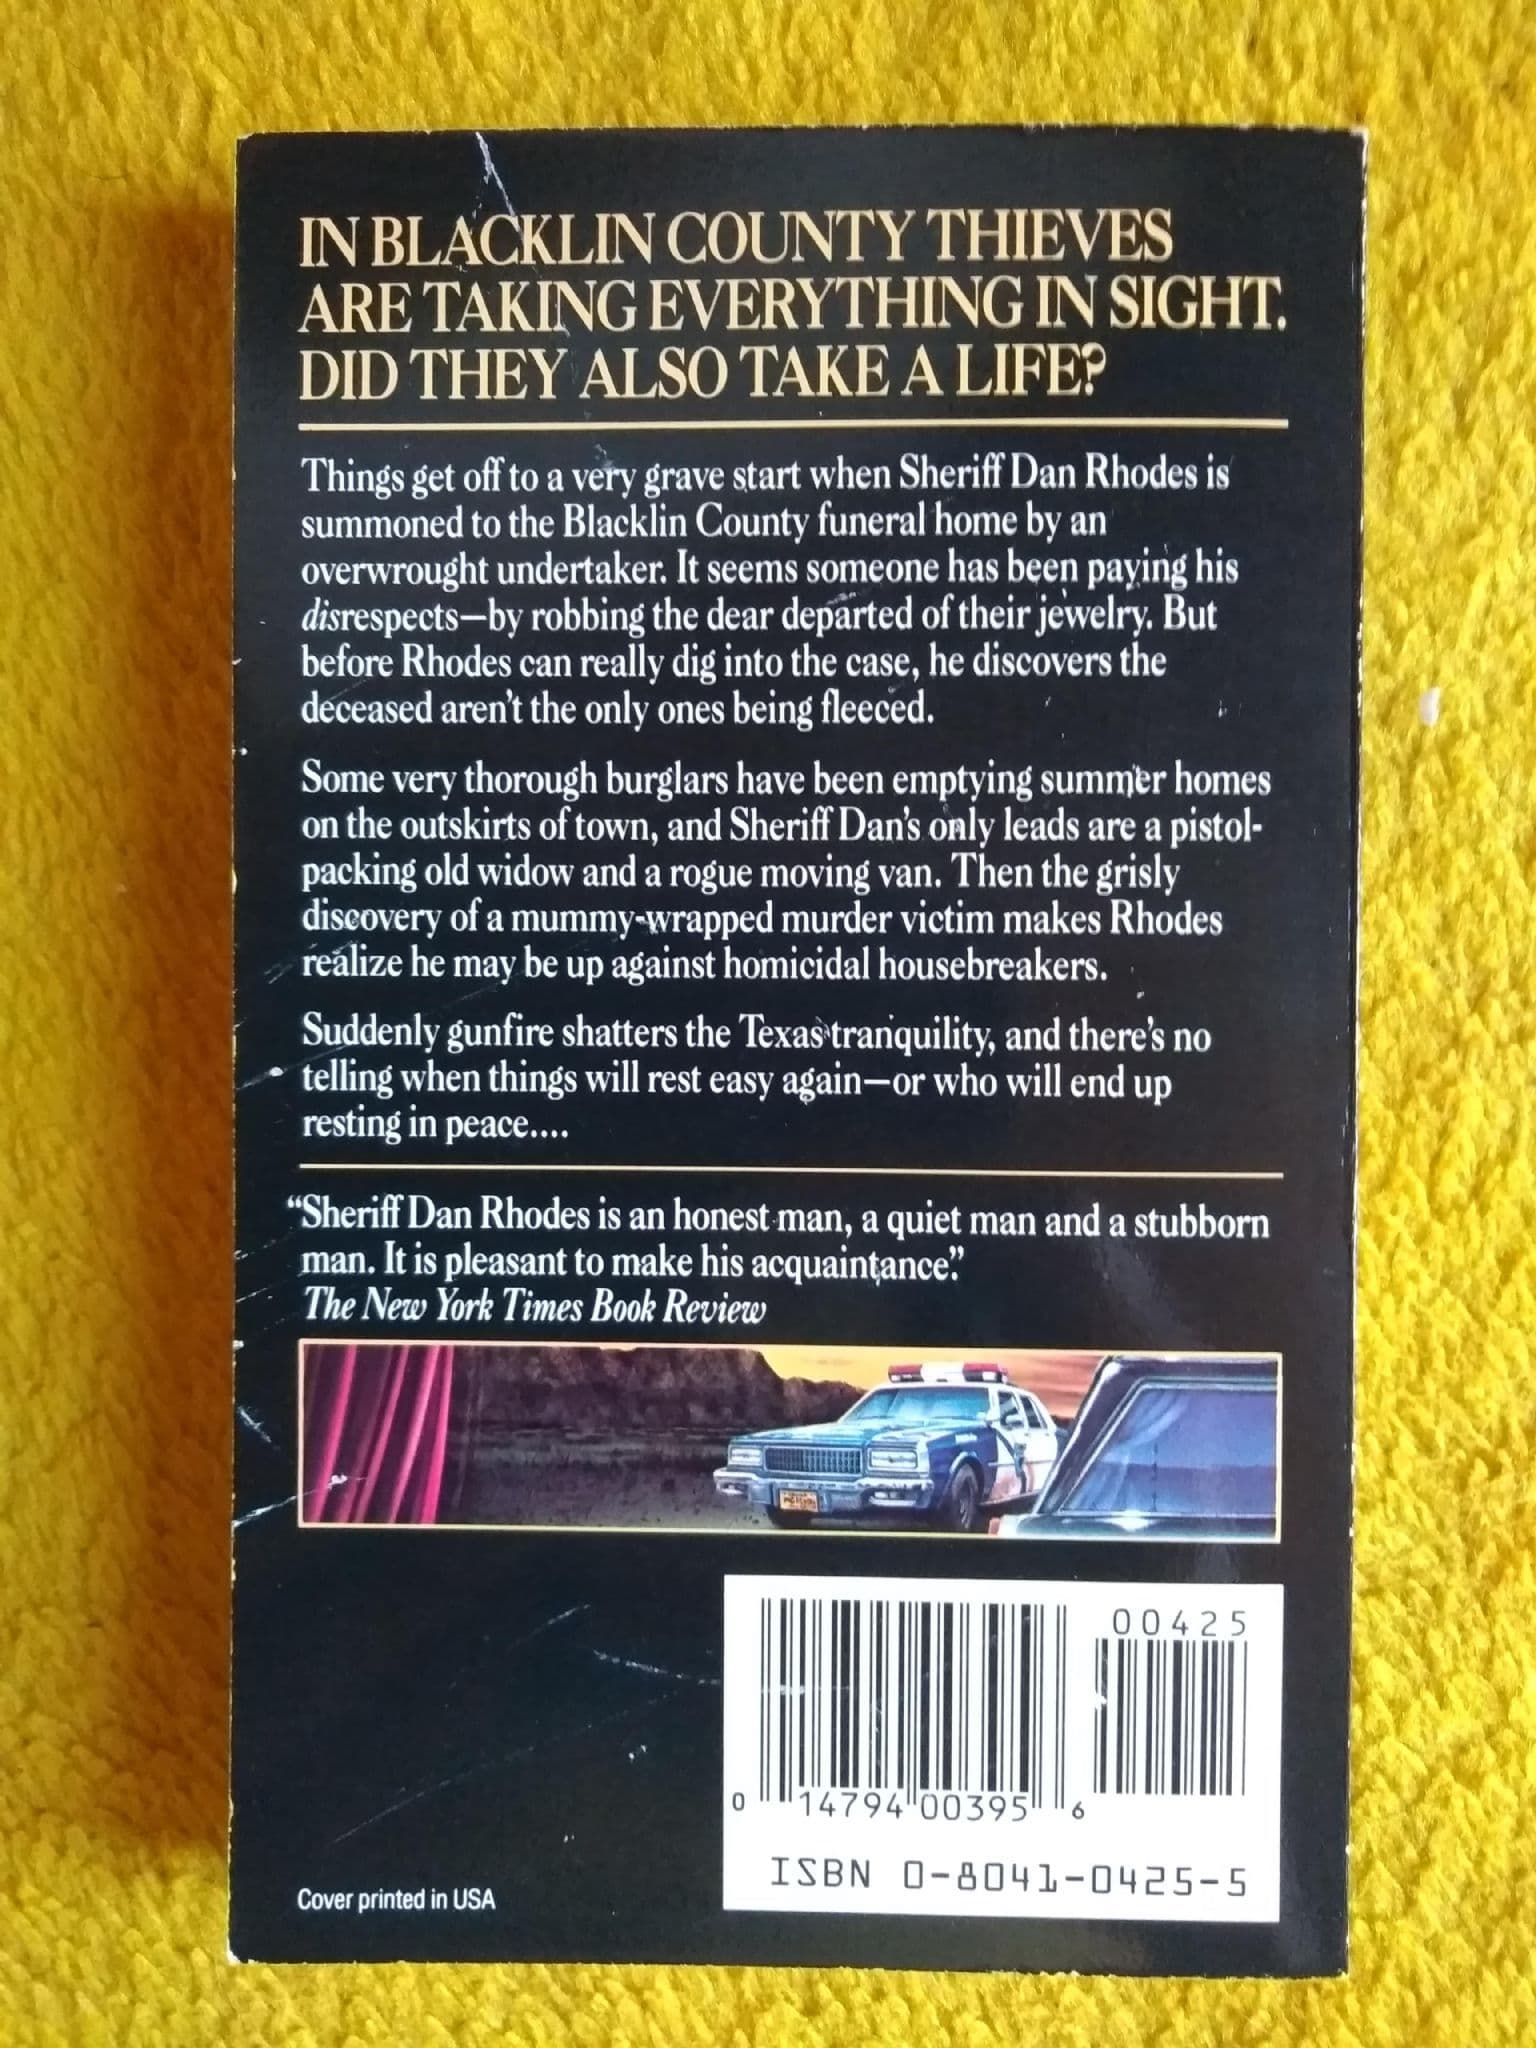 IN BLACKLIN COUNTY THIEVES
ARE TAKING EVERYTHING IN SIGHT.
DID THEY ALSO TAKE A LIFE?
Things get off to a very grave start when Sheriff Dan Rhodes is
summoned to the Blacklin County funeral home by an
overwrought undertaker. It seems someone has been paying his
disrespects—by robbing the dear departed of their jewelry. But
before Rhodes can really dig into the case, he discovers the
deceased aren't the only ones being fleeced.
Some very thorough burglars have been emptying summer homes
on the outskirts of town, and Sheriff Dan's only leads are a pistol-
packing old widow and a rogue moving van. Then the grisly
discovery of a mummy-wrapped murder victim makes Rhodes
realize he may be up against homicidal housebreakers.
Suddenly gunfire shatters the Texas tranquility, and there's no
telling when things will rest easy again—or who will end up
resting in peace....
“Sheriff Dan Rhodes is an honest man, a quiet man and a stubborn
man. It is pleasant to make his acquaintance.”
The New York Times Book Review
00425
0 14794 00395 6
ISBN 0-8041-0425-5
Cover printed in USA